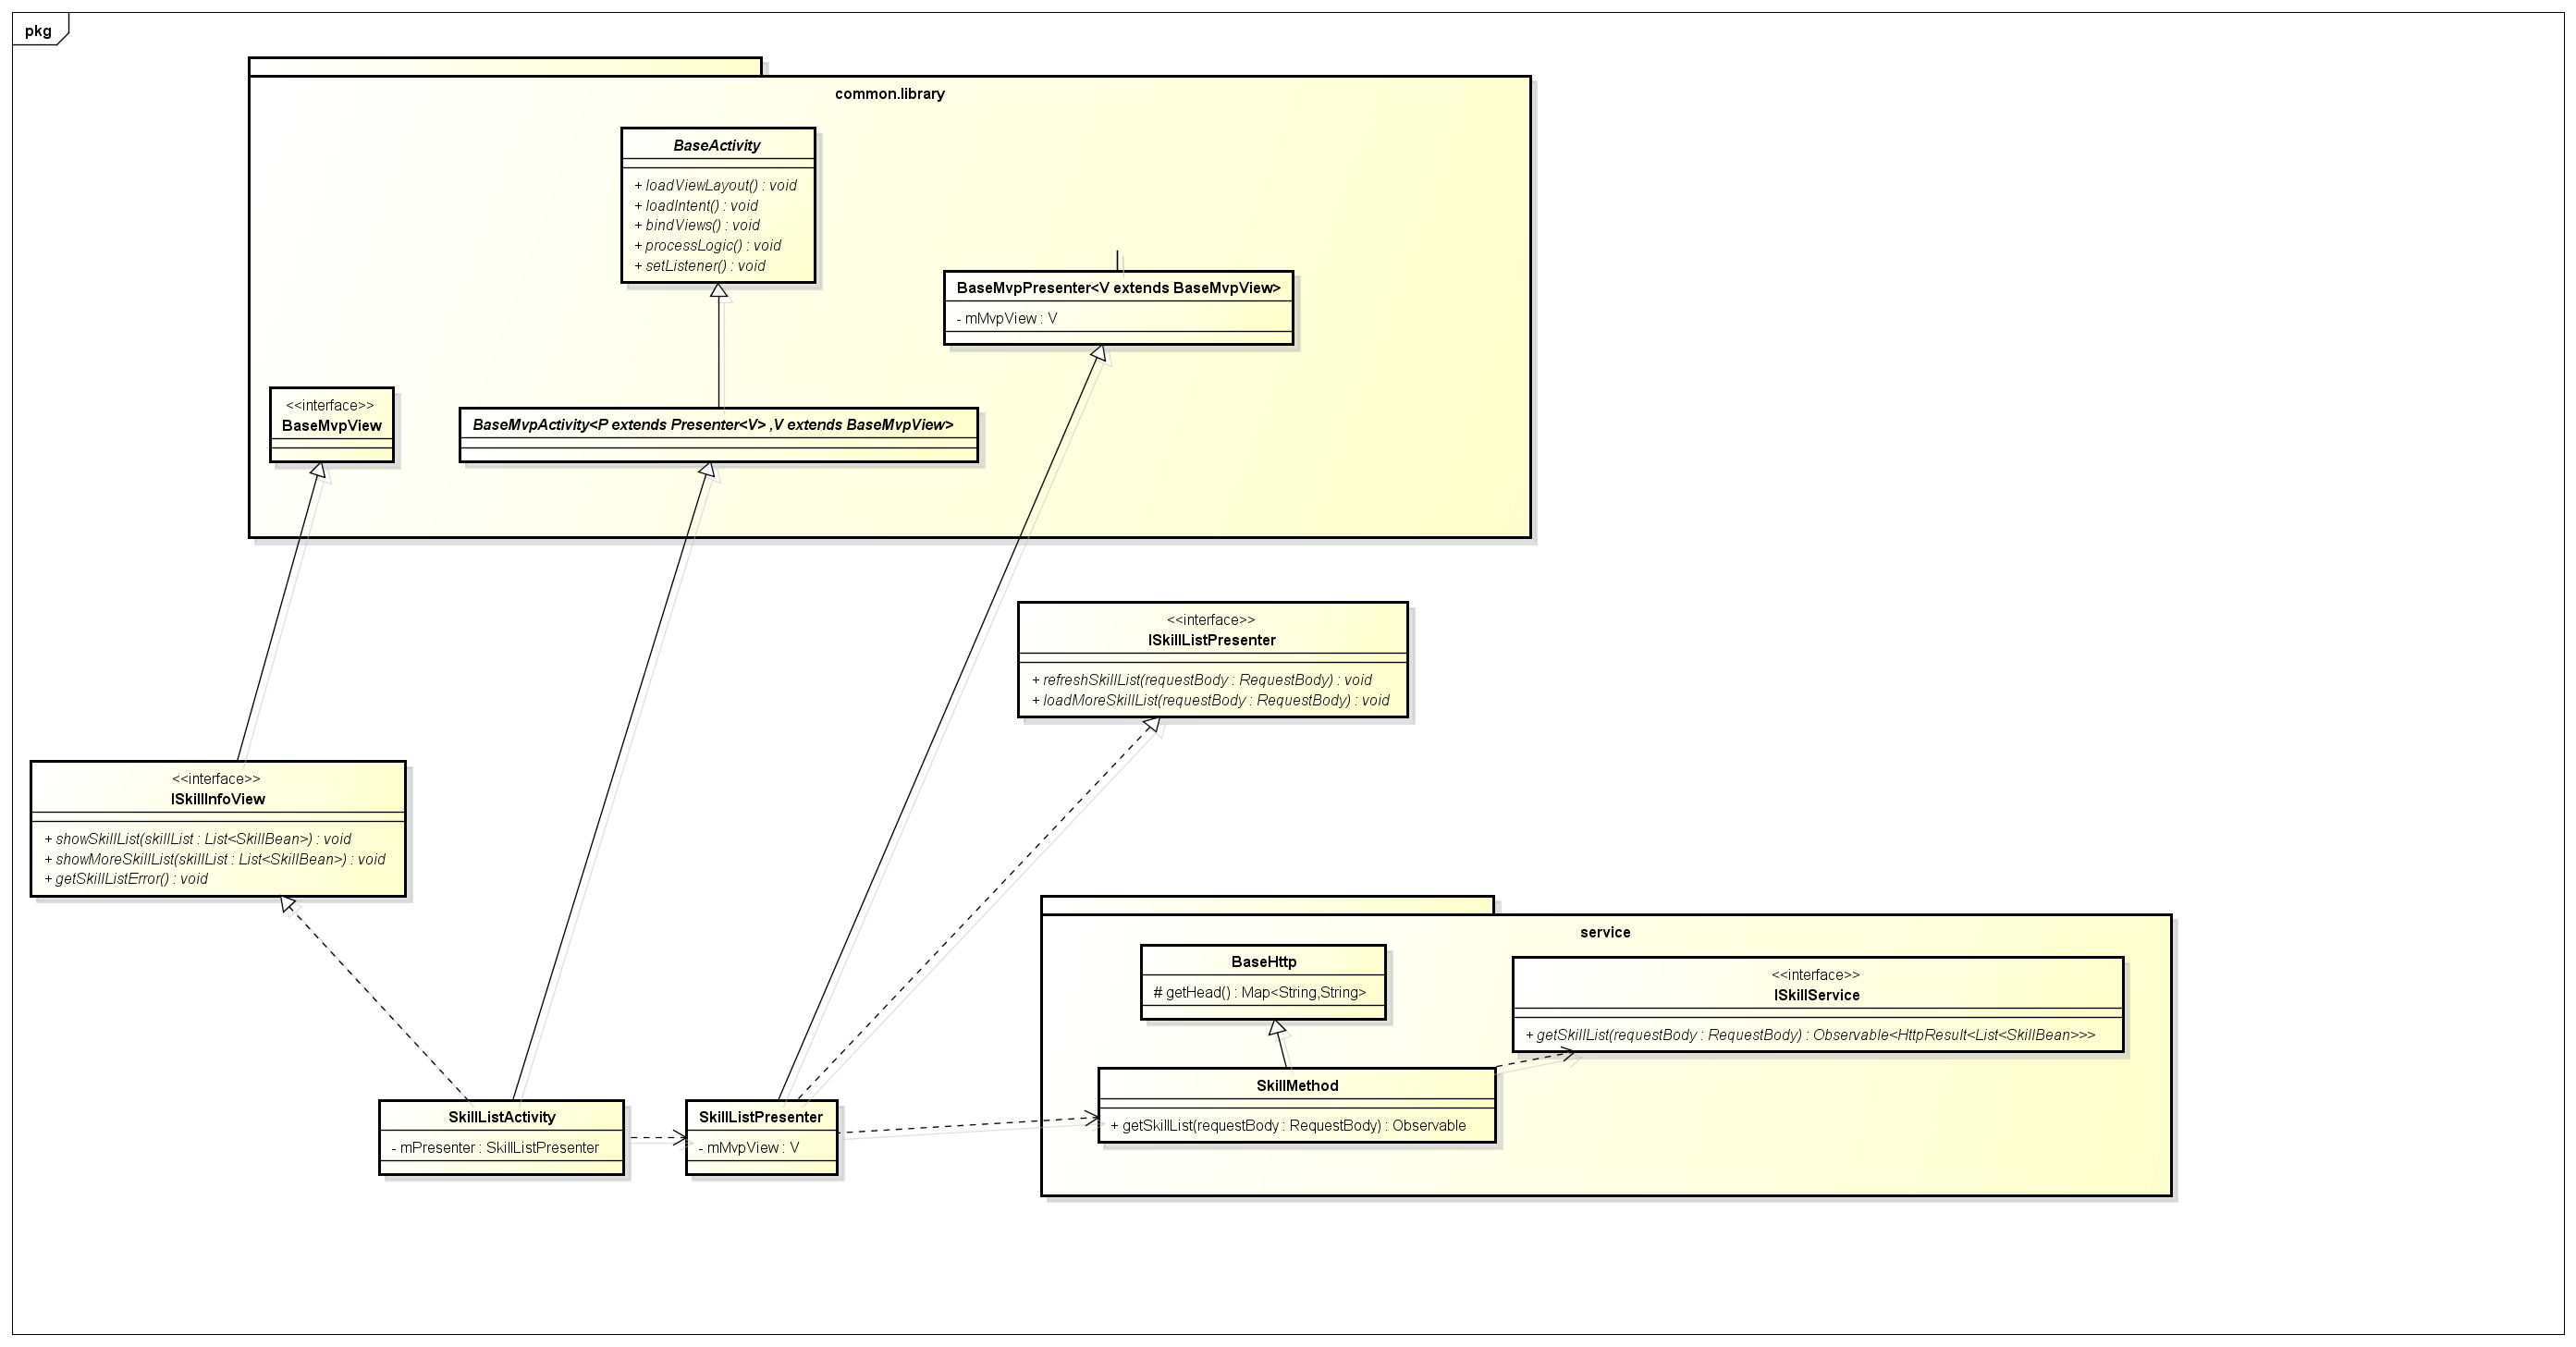 pkg
common.library
BaseActivity
+ loadViewLayout() : void
+ loadIntent() : void
+ bindViews() : void
+ processLogic() : void
+ setListener() : void
BaseMvpPresenter<V extends BaseMvpView>
- mMvpView : V
<<interface>>
BaseMvpView
BaseMvpActivity<P extends Presenter<V> ,V extends BaseMvpView>
<<interface>>
ISkillListPresenter
+ refreshSkillList(requestBody : RequestBody) : void
+ loadMoreSkillList(requestBody : RequestBody) : void
<<interface>>
ISkillInfoView
+ showSkillList(skillList : List<SkillBean>) : void
+ showMoreSkillList(skillList : List<SkillBean>) : void
+ getSkillListError() : void
service
BaseHttp
# getHead() : Map<String,String>
<<interface>>
ISkillService
+ getSkillList(requestBody : RequestBody) : Observable<HttpResult<List<SkillBean>>>
SkillMethod
+ getSkillList(requestBody : RequestBody) : Observable
SkillListActivity
- mPresenter : SkillListPresenter
SkillListPresenter
- mMvpView : V